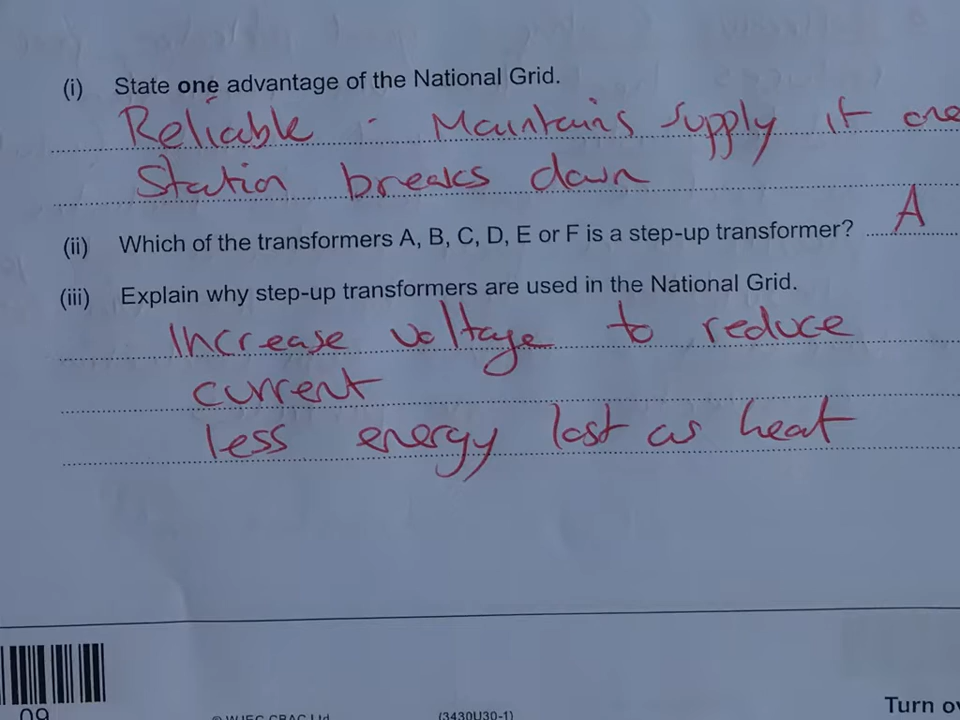 (i) State one advantage of the National Grid.
Reliable - Maintains supply if one
Station breaks down
(ii) Which of the transformers A, B, C, D, E or F is a step-up transformer? A
(iii) Explain why step-up transformers are used in the National Grid.
Increase voltage to reduce
current
less energy lost as heat
09
© WJEC CBAC Ltd.
(3430U30-1)
Turn ov